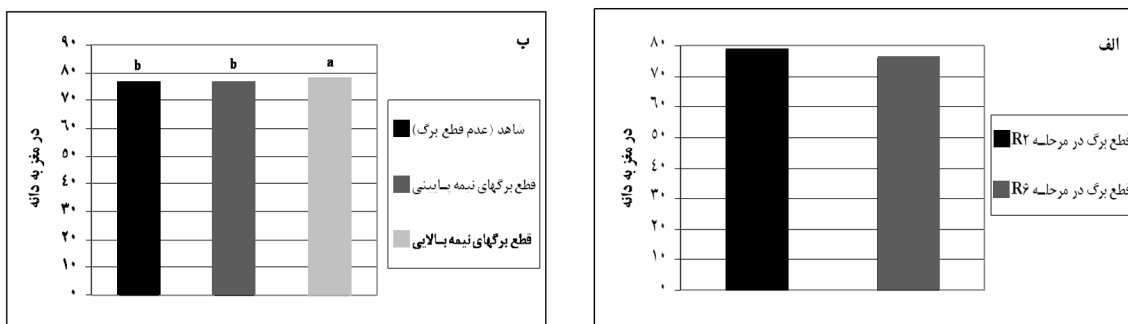 الف
۸۰
۷۰
۶۰
۵۰
۴۰
۳۰
۲۰
۱۰
۰
در مغز به دانه
قطع برگ در مرحله R۲
قطع برگ در مرحله R۶
ب
۹۰
۸۰
۷۰
۶۰
۵۰
۴۰
۳۰
۲۰
۱۰
۰
در مغز به دانه
b
b
a
شاهد (عدم قطع برگ)
قطع برگهای نیمه پایینی
قطع برگهای نیمه بالایی